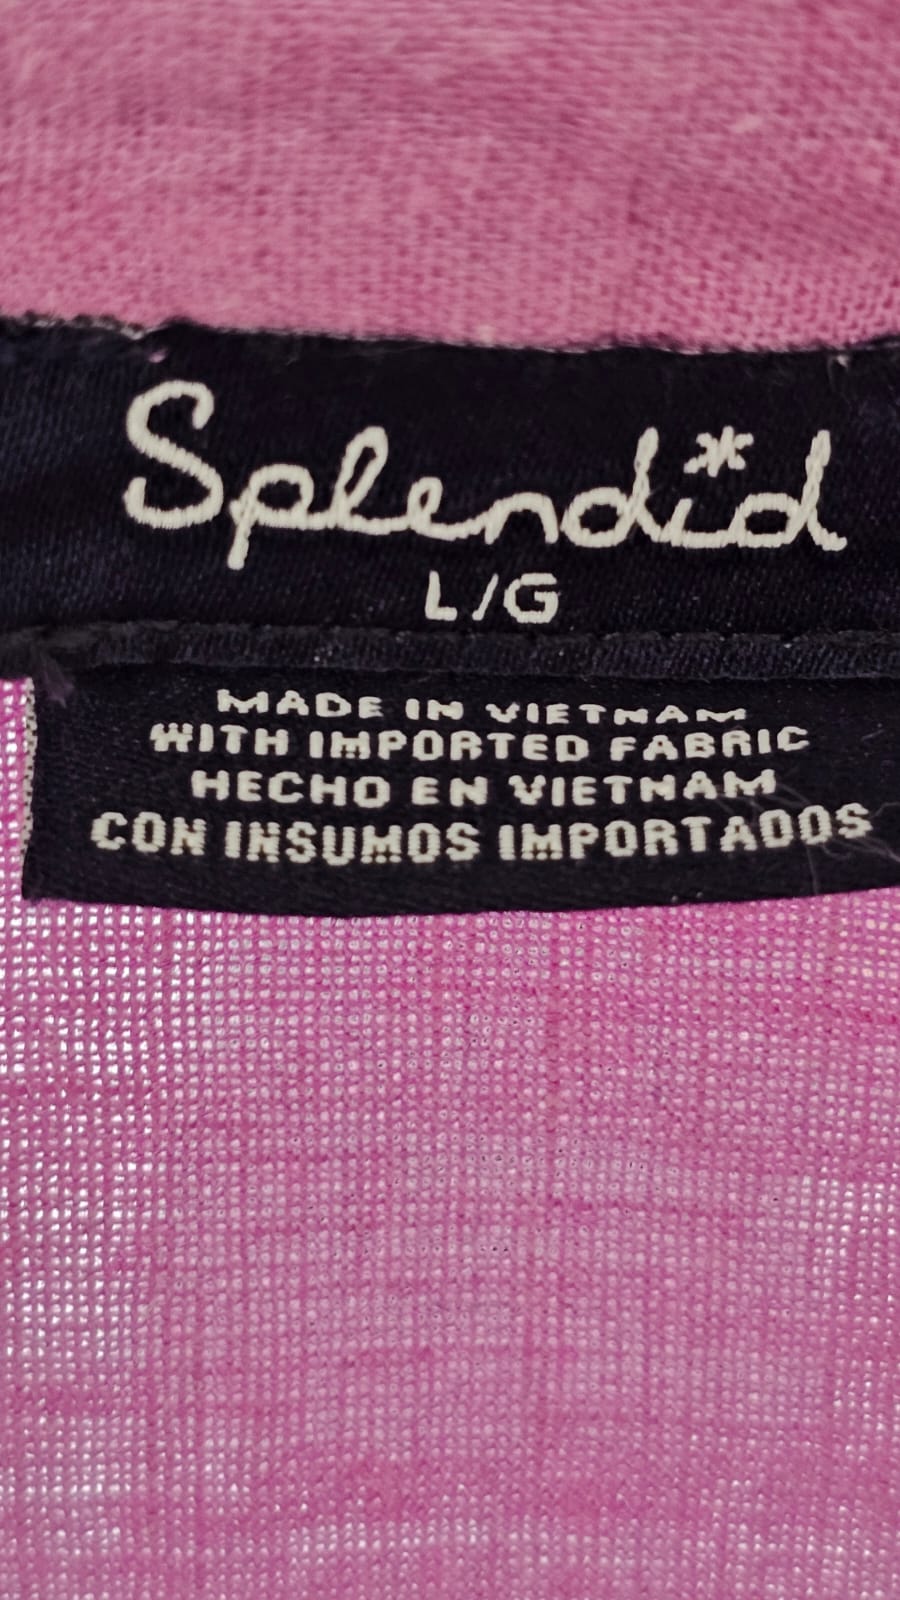 Splendid
L/G
MADE IN VIETNAM
WITH IMPORTED FABRIC
HECHO EN VIETNAM
CON INSUMOS IMPORTADOS